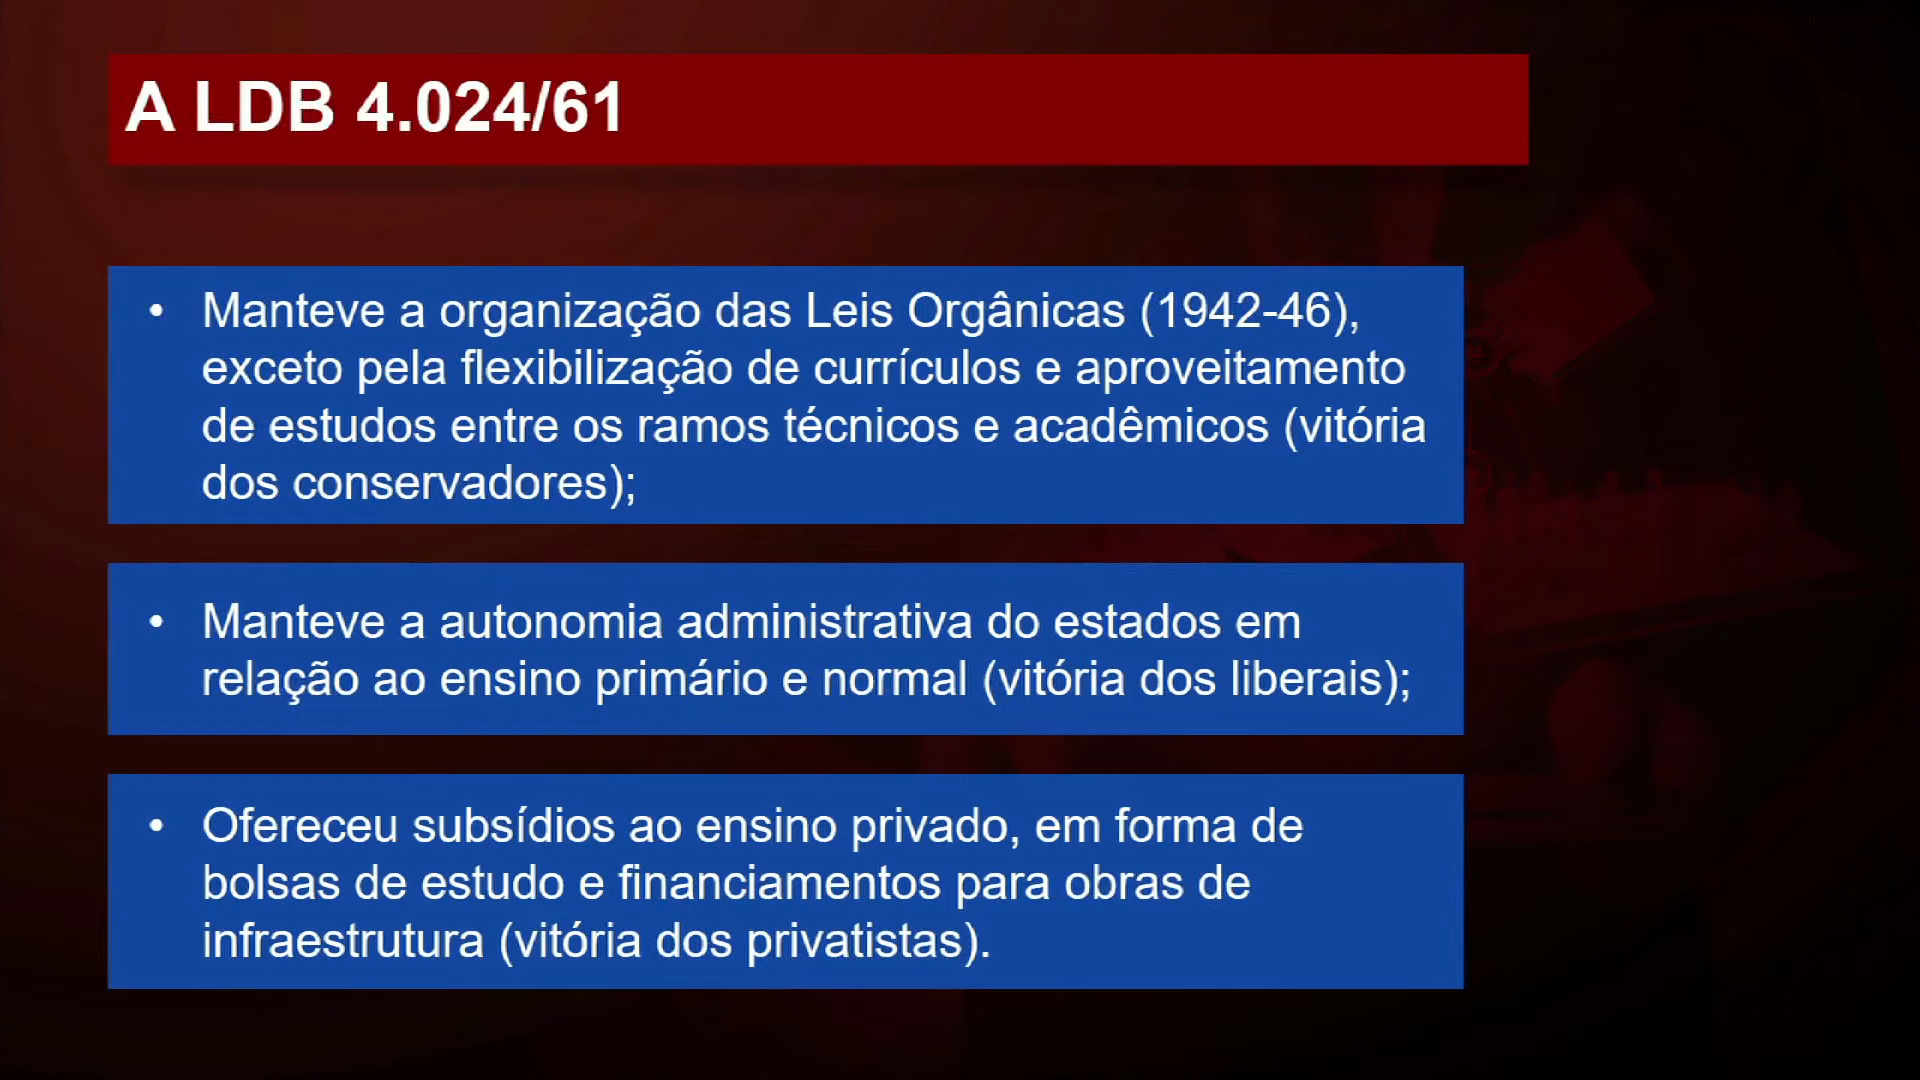 A LDB 4.024/61
• Manteve a organização das Leis Orgânicas (1942-46),
exceto pela flexibilização de currículos e aproveitamento
de estudos entre os ramos técnicos e acadêmicos (vitória
dos conservadores);
• Manteve a autonomia administrativa do estados em
relação ao ensino primário e normal (vitória dos liberais);
• Ofereceu subsídios ao ensino privado, em forma de
bolsas de estudo e financiamentos para obras de
infraestrutura (vitória dos privatistas).